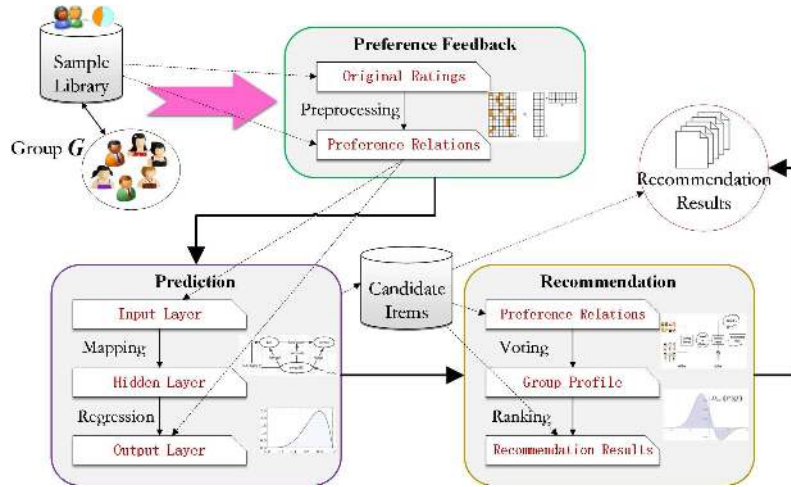 Sample
Library
Group G
Preference Feedback
Original Ratings
Preprocessing
Preference Relations
Recommendation
Results
Prediction
Input Layer
Mapping
Hidden Layer
Regression
Output Layer
Candidate
Items
Recommendation
Preference Relations
Voting
Group Profile
Ranking
Recommendation Results